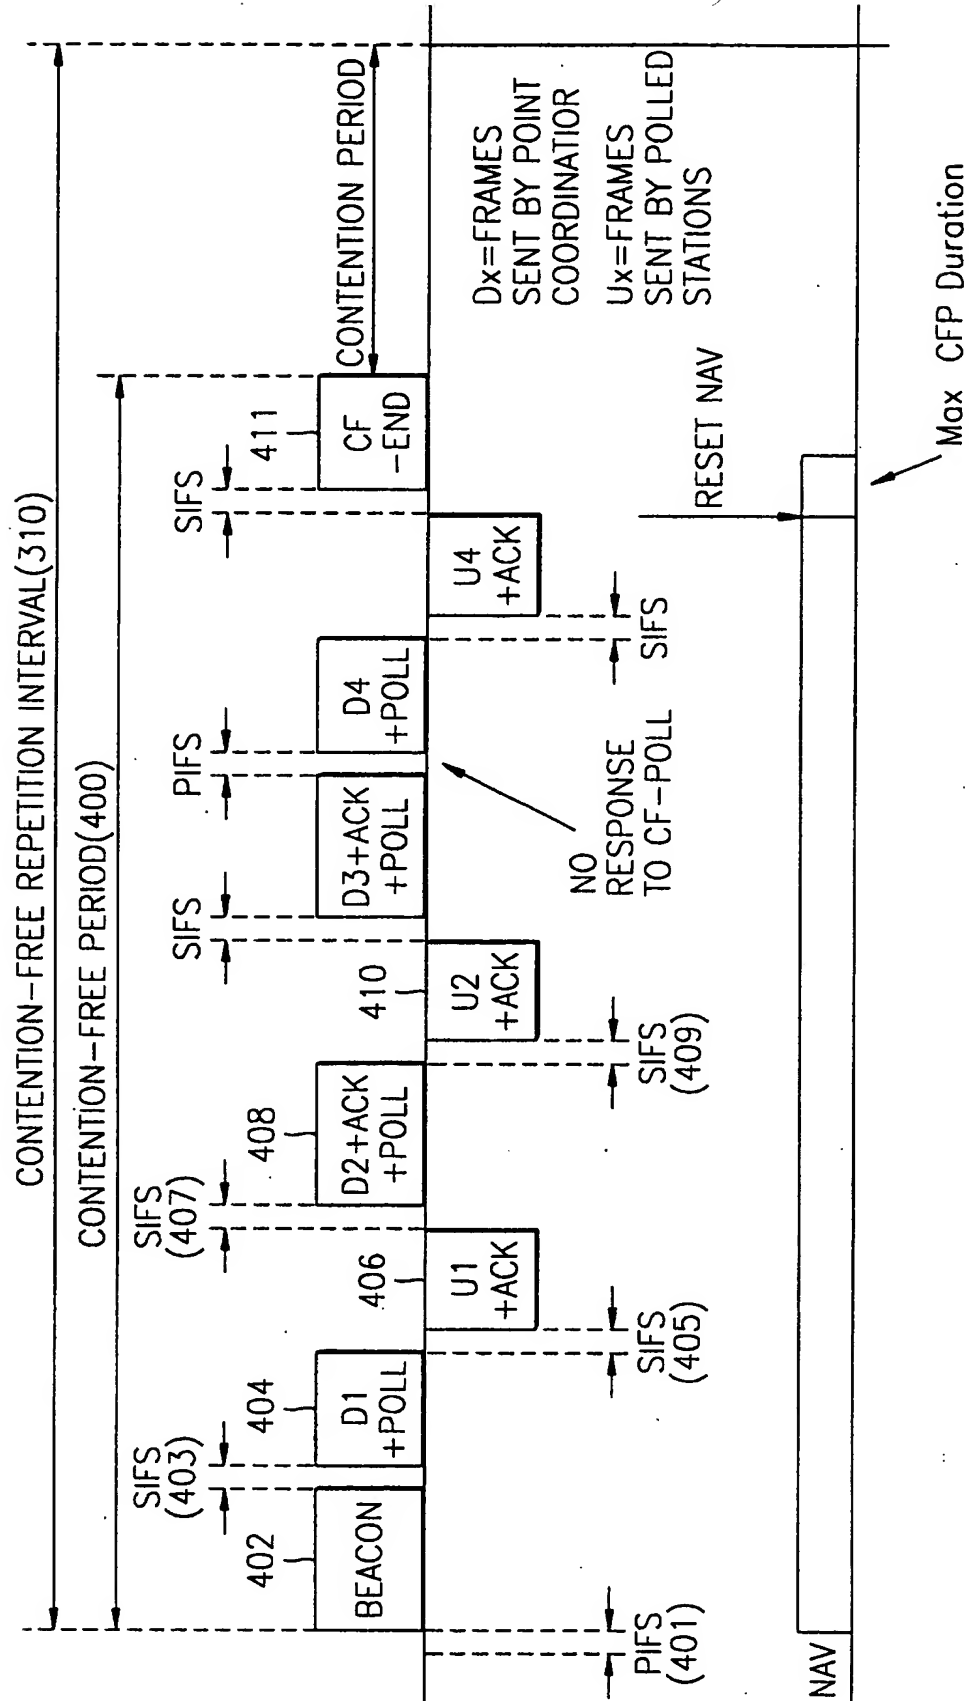 CONTENTION-FREE REPETITION INTERVAL(310)
CONTENTION-FREE PERIOD(400)
CONTENTION PERIOD
SIFS
(403)
SIFS
(407)
SIFS
PIFS
SIFS
402
404
406
408
410
411
BEACON
D1
+POLL
D2+ACK
+POLL
D3+ACK
+POLL
D4
+POLL
CF
-END
U1
+ACK
U2
+ACK
U4
+ACK
PIFS
(401)
SIFS
(405)
SIFS
(409)
SIFS
NO
RESPONSE
TO CF-POLL
Dx=FRAMES
SENT BY POINT
COORDINATIOR
Ux=FRAMES
SENT BY POLLED
STATIONS
RESET NAV
NAV
Max CFP Duration